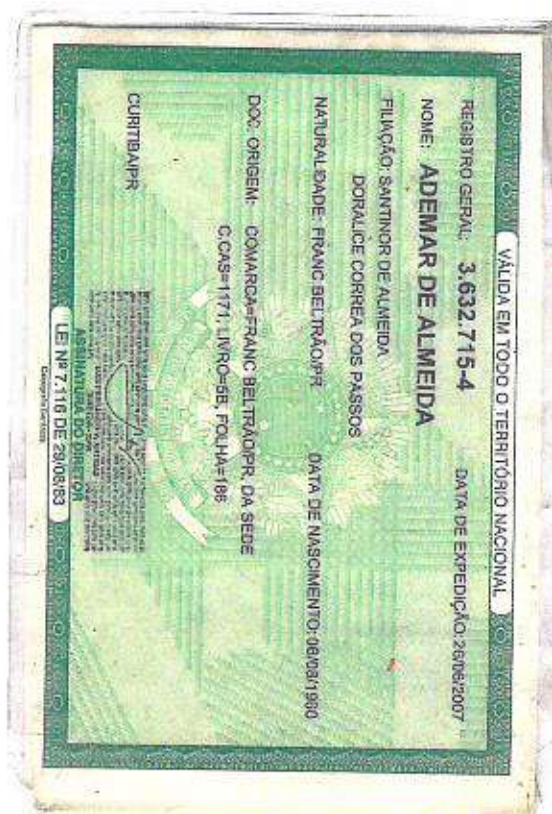 VÁLIDA EM TODO O TERRITÓRIO NACIONAL
REGISTRO GERAL: 3.632.715-4 DATA DE EXPEDIÇÃO: 26/06/2007
NOME: ADEMAR DE ALMEIDA
FILIAÇÃO: SANTINOR DE ALMEIDA
DORALICE CORREA DOS PASSOS
NATURALIDADE: FRANC BELTRÃO/PR DATA DE NASCIMENTO: 06/08/1960
DOC. ORIGEM: COMARCA=FRANC BELTRAO/PR, DA SEDE
C.CAS=1171, LIVRO=5B, FOLHA=186
CURITIBA/PR
ASSINATURA DO DIRETOR
LEI Nº 7.116 DE 29/08/83